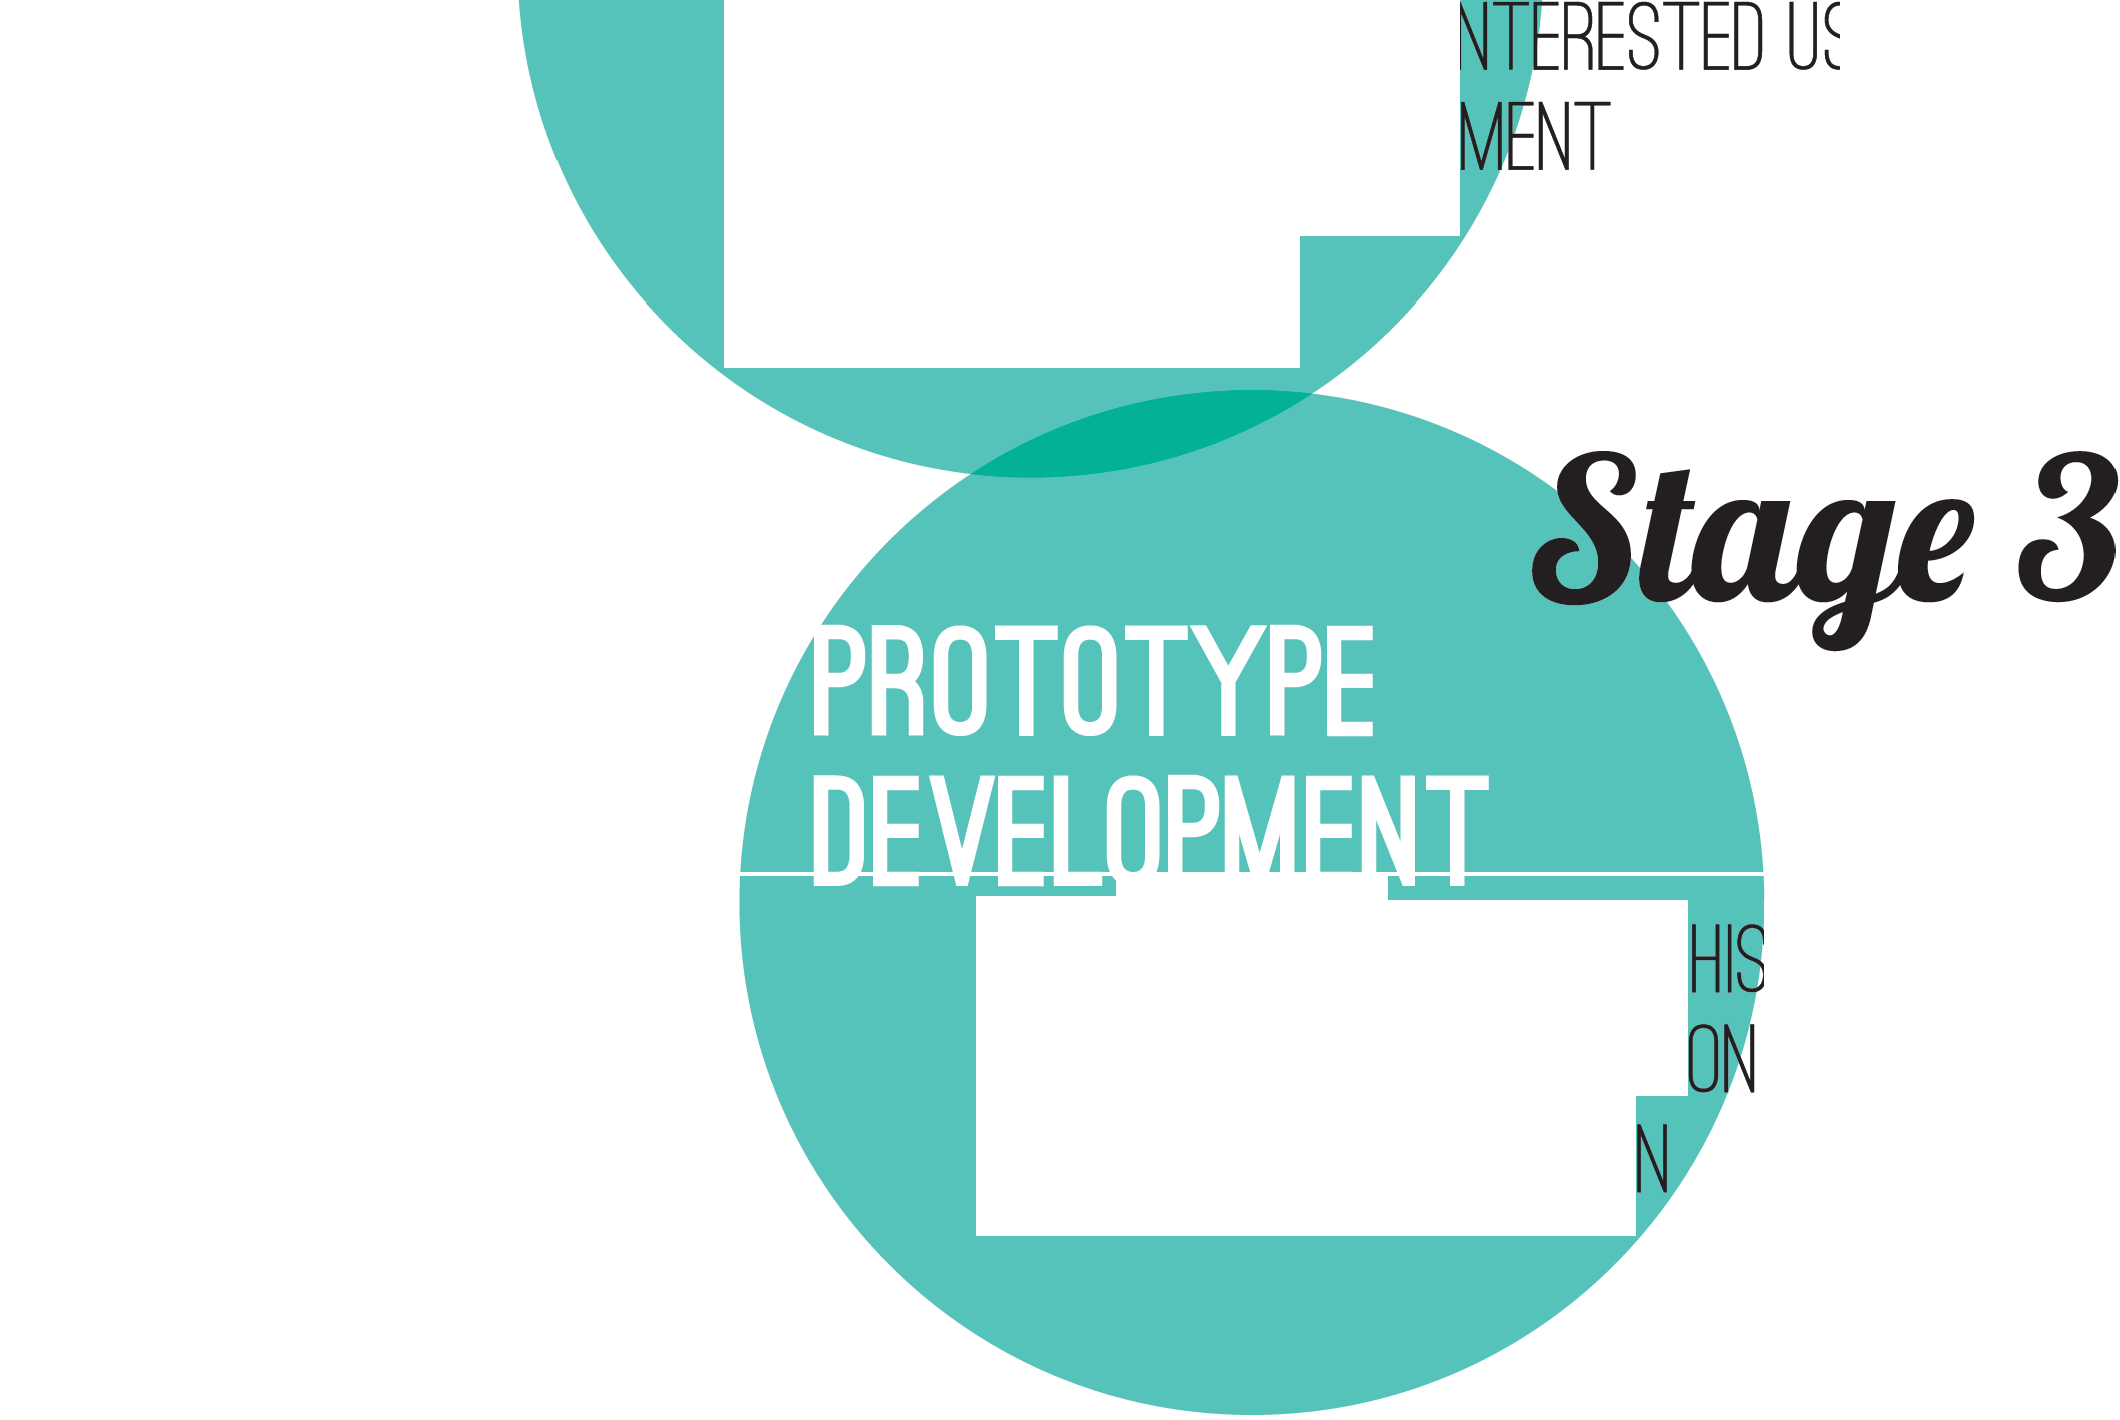 NTERESTED US
MENT
Stage 3
PROTOTYPE
DEVELOPMENT
HIS
ON
N